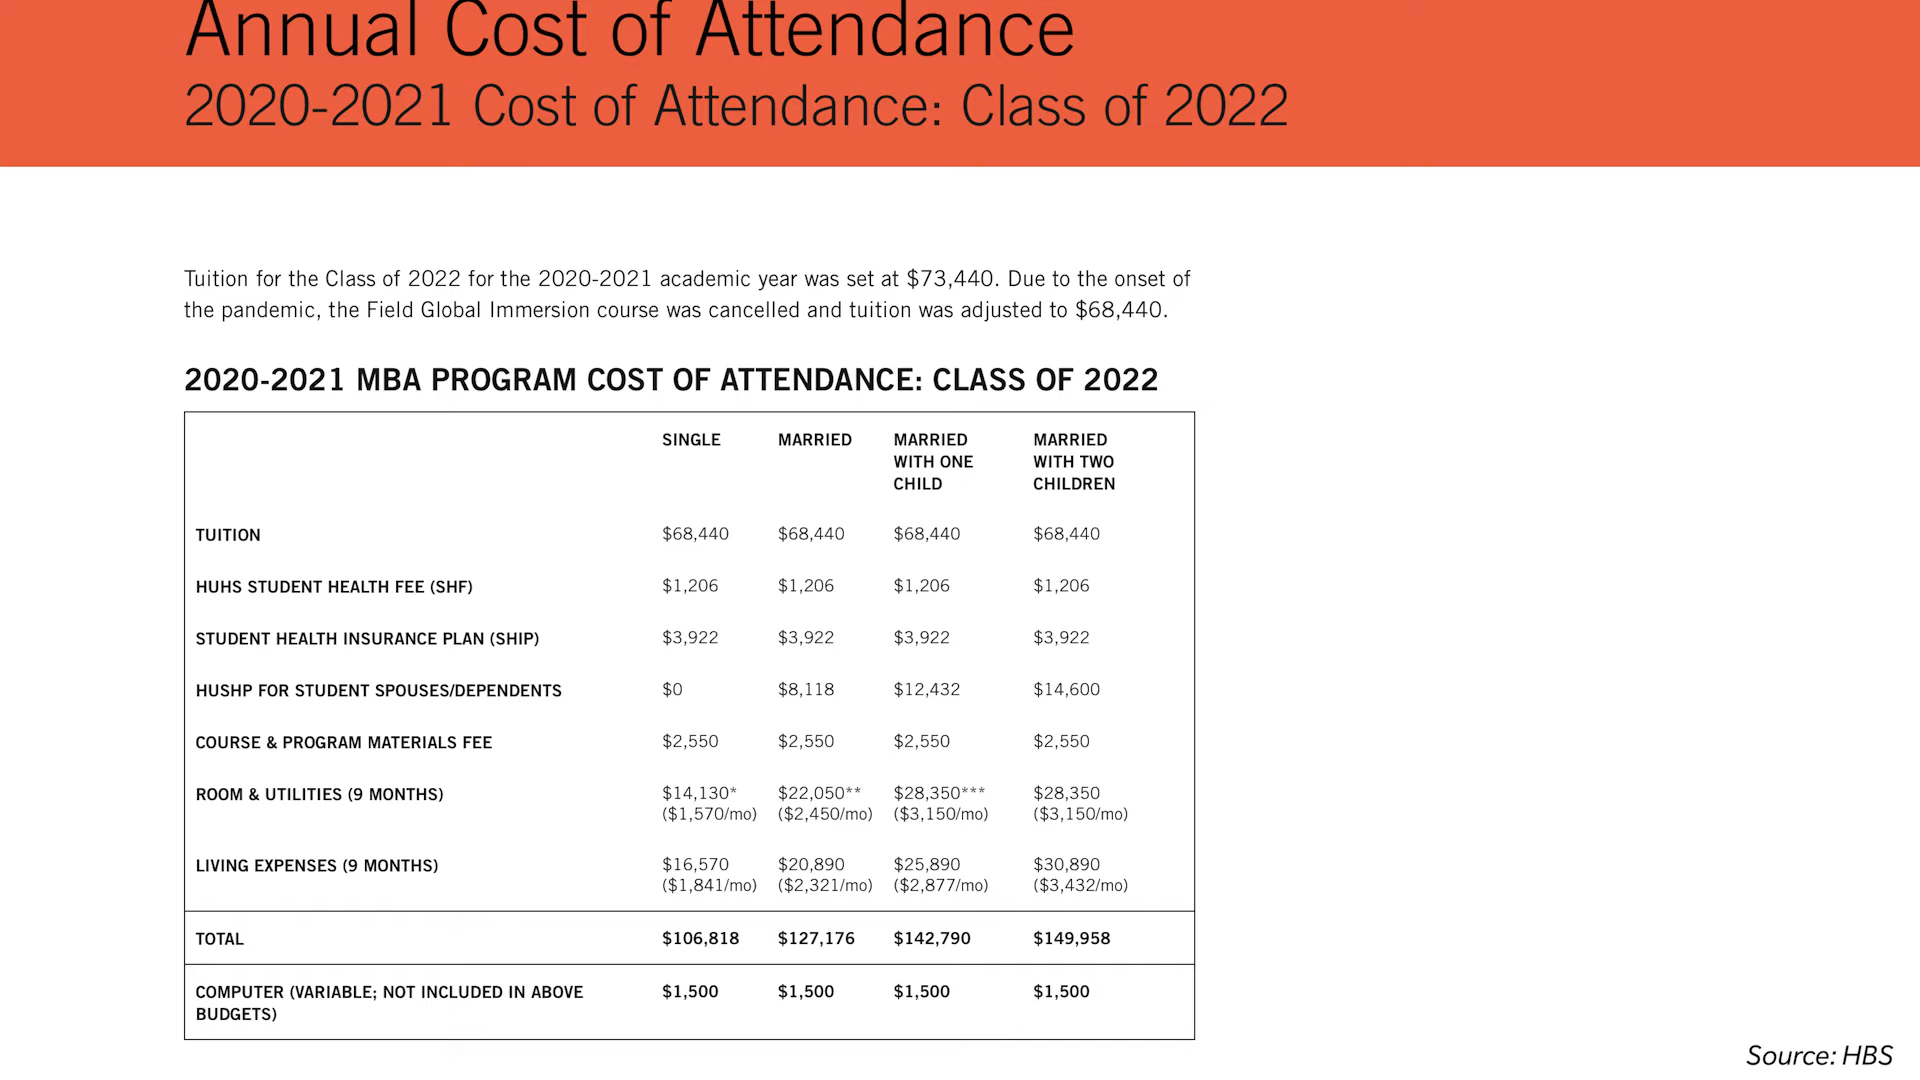 Annual Cost of Attendance
2020-2021 Cost of Attendance: Class of 2022
Tuition for the Class of 2022 for the 2020-2021 academic year was set at $73,440. Due to the onset of
the pandemic, the Field Global Immersion course was cancelled and tuition was adjusted to $68,440.
2020-2021 MBA PROGRAM COST OF ATTENDANCE: CLASS OF 2022
SINGLE MARRIED MARRIED WITH ONE CHILD MARRIED WITH TWO CHILDREN
TUITION $68,440 $68,440 $68,440 $68,440
HUHS STUDENT HEALTH FEE (SHF) $1,206 $1,206 $1,206 $1,206
STUDENT HEALTH INSURANCE PLAN (SHIP) $3,922 $3,922 $3,922 $3,922
HUSHP FOR STUDENT SPOUSES/DEPENDENTS $0 $8,118 $12,432 $14,600
COURSE & PROGRAM MATERIALS FEE $2,550 $2,550 $2,550 $2,550
ROOM & UTILITIES (9 MONTHS) $14,130* $22,050** $28,350*** $28,350
($1,570/mo) ($2,450/mo) ($3,150/mo) ($3,150/mo)
LIVING EXPENSES (9 MONTHS) $16,570 $20,890 $25,890 $30,890
($1,841/mo) ($2,321/mo) ($2,877/mo) ($3,432/mo)
TOTAL $106,818 $127,176 $142,790 $149,958
COMPUTER (VARIABLE; NOT INCLUDED IN ABOVE $1,500 $1,500 $1,500 $1,500
BUDGETS)
Source: HBS